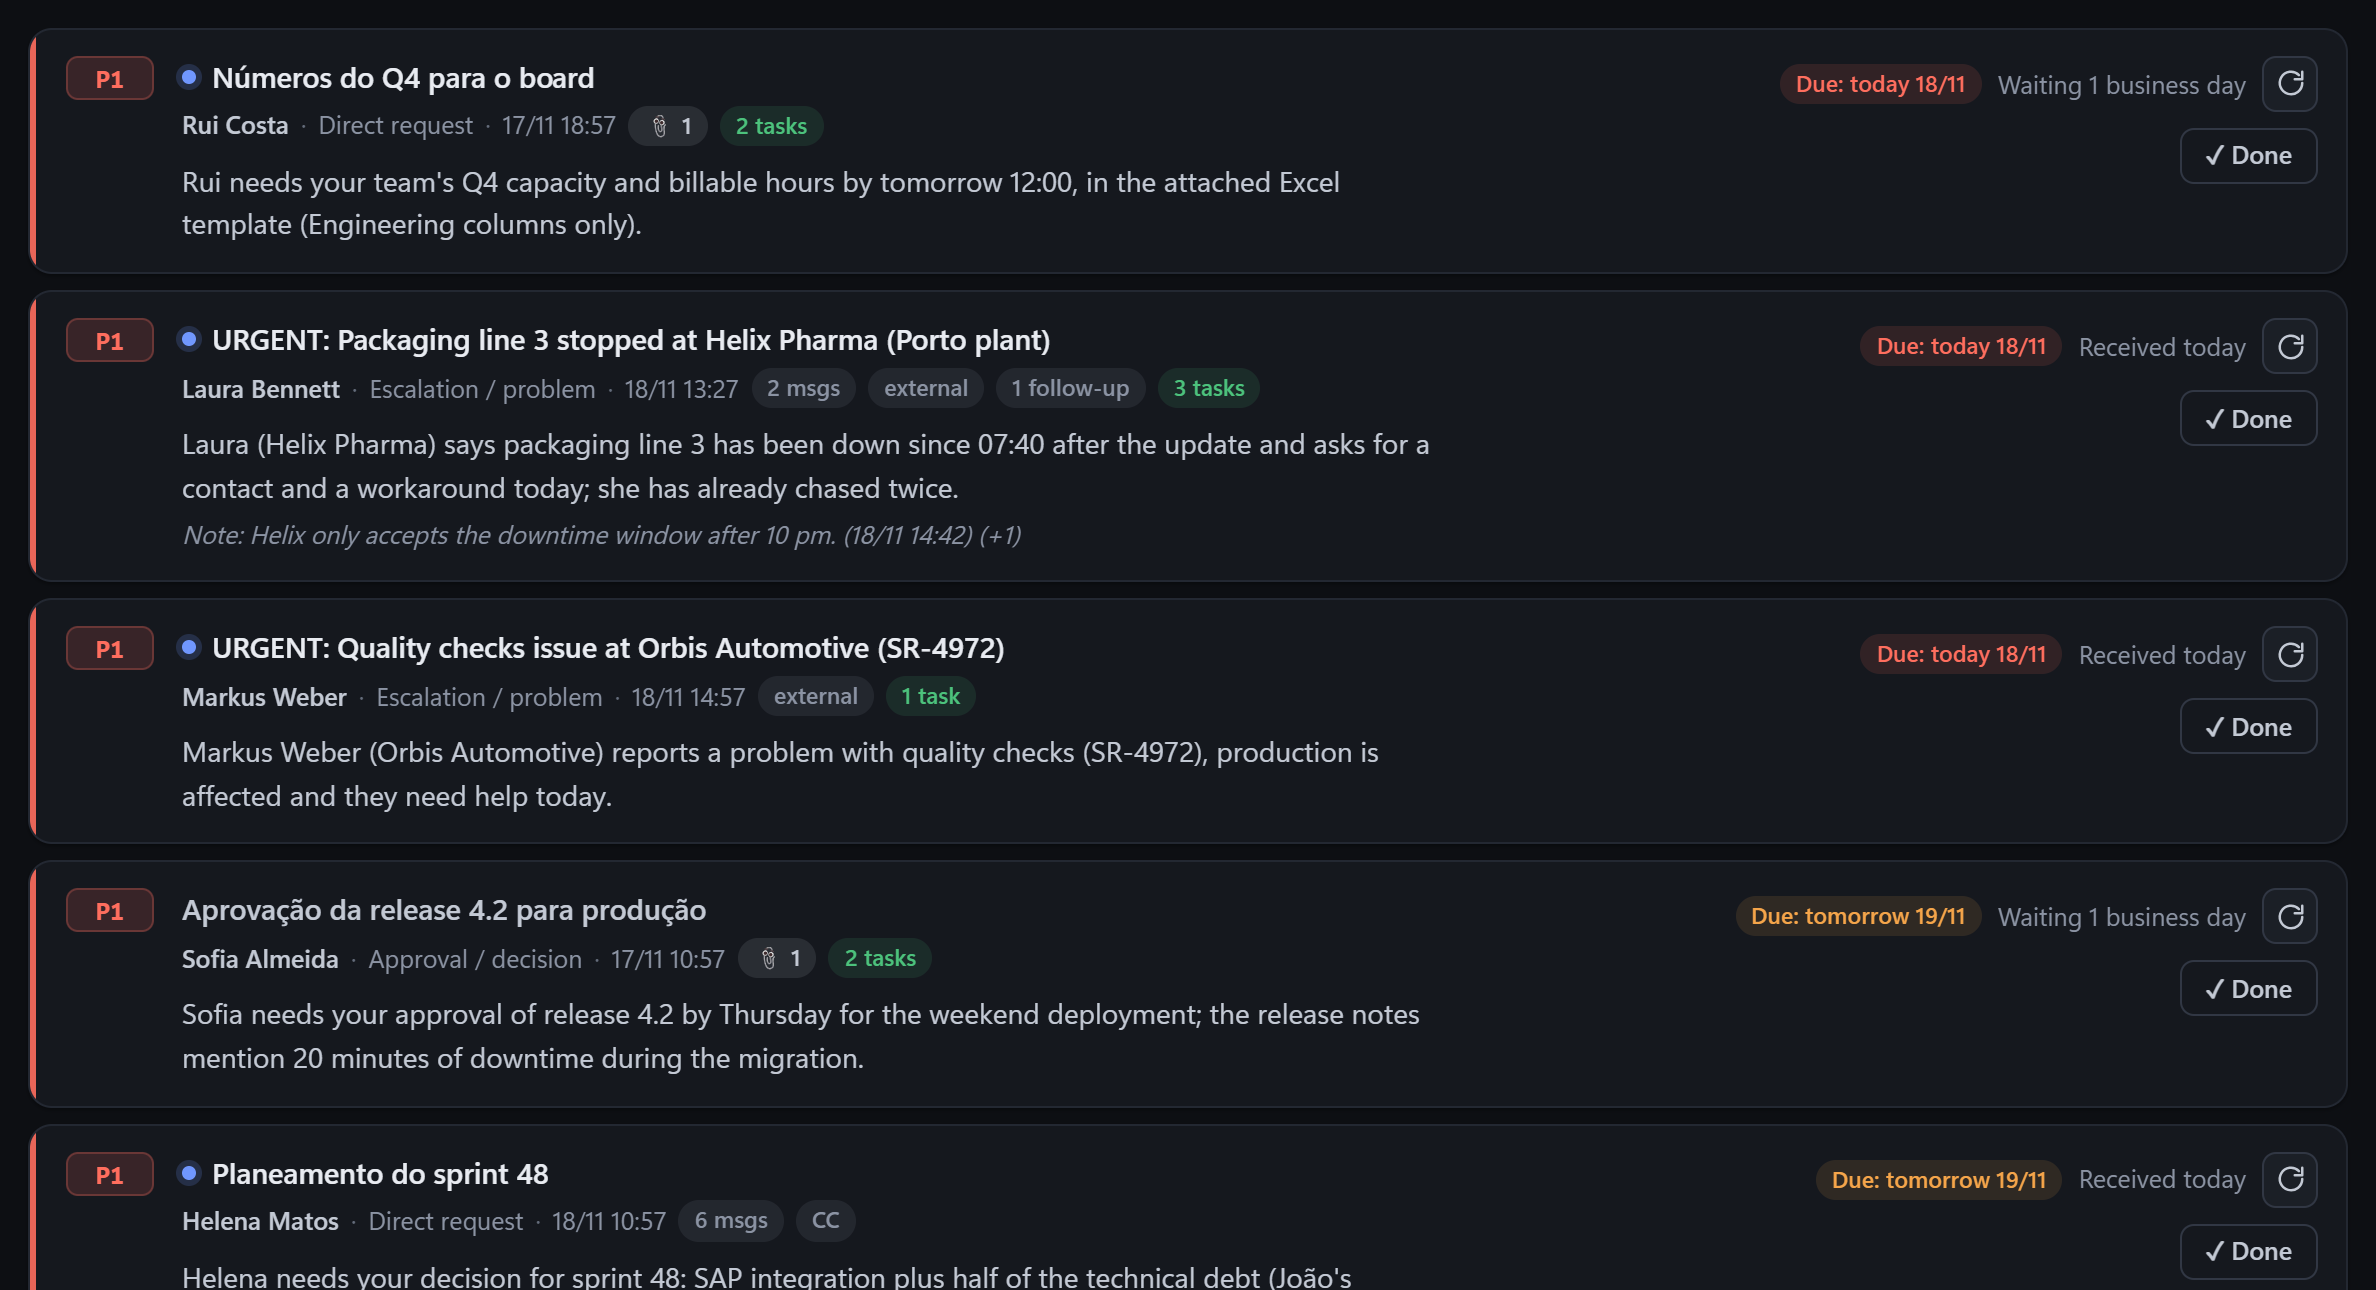 P1 Números do Q4 para o board Due: today 18/11 Waiting 1 business day
Rui Costa · Direct request · 17/11 18:57 1 2 tasks
✓ Done
Rui needs your team's Q4 capacity and billable hours by tomorrow 12:00, in the attached Excel
template (Engineering columns only).
P1 URGENT: Packaging line 3 stopped at Helix Pharma (Porto plant) Due: today 18/11 Received today
Laura Bennett · Escalation / problem · 18/11 13:27 2 msgs external 1 follow-up 3 tasks
✓ Done
Laura (Helix Pharma) says packaging line 3 has been down since 07:40 after the update and asks for a
contact and a workaround today; she has already chased twice.
Note: Helix only accepts the downtime window after 10 pm. (18/11 14:42) (+1)
P1 URGENT: Quality checks issue at Orbis Automotive (SR-4972) Due: today 18/11 Received today
Markus Weber · Escalation / problem · 18/11 14:57 external 1 task
✓ Done
Markus Weber (Orbis Automotive) reports a problem with quality checks (SR-4972), production is
affected and they need help today.
P1 Aprovação da release 4.2 para produção Due: tomorrow 19/11 Waiting 1 business day
Sofia Almeida · Approval / decision · 17/11 10:57 1 2 tasks
✓ Done
Sofia needs your approval of release 4.2 by Thursday for the weekend deployment; the release notes
mention 20 minutes of downtime during the migration.
P1 Planeamento do sprint 48 Due: tomorrow 19/11 Received today
Helena Matos · Direct request · 18/11 10:57 6 msgs CC
✓ Done
Helena needs your decision for sprint 48: SAP integration plus half of the technical debt (João's